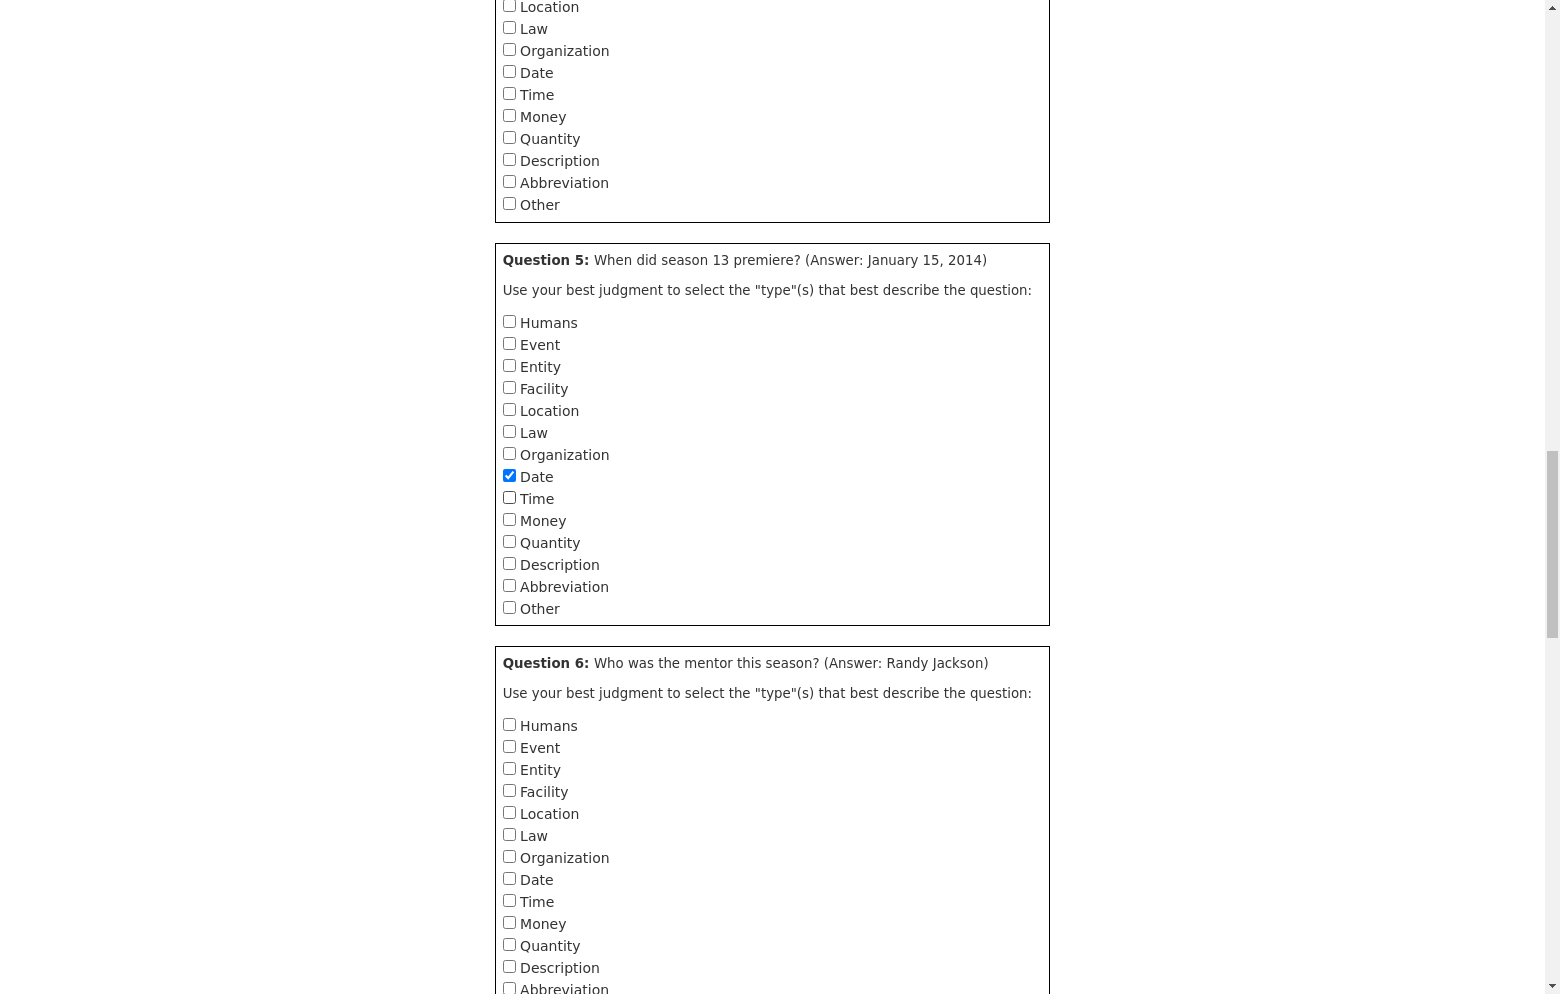 Location
Law
Organization
Date
Time
Money
Quantity
Description
Abbreviation
Other
Question 5: When did season 13 premiere? (Answer: January 15, 2014)
Use your best judgment to select the "type"(s) that best describe the question:
Humans
Event
Entity
Facility
Location
Law
Organization
Date
Time
Money
Quantity
Description
Abbreviation
Other
Question 6: Who was the mentor this season? (Answer: Randy Jackson)
Use your best judgment to select the "type"(s) that best describe the question:
Humans
Event
Entity
Facility
Location
Law
Organization
Date
Time
Money
Quantity
Description
Abbreviation